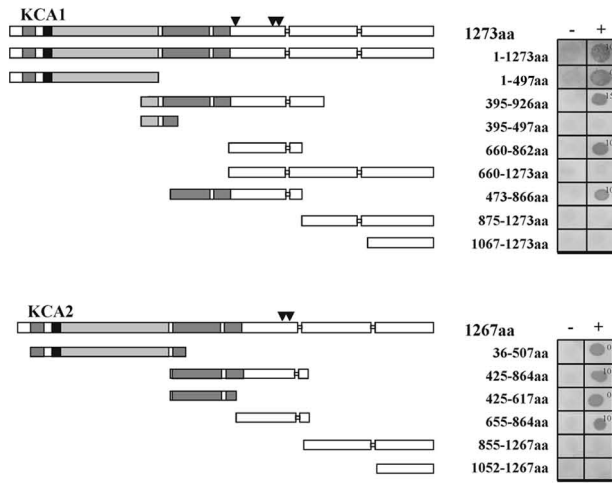 KCA1
1273aa - +
1-1273aa
1-497aa
395-926aa
395-497aa
660-862aa
660-1273aa
473-866aa
875-1273aa
1067-1273aa
KCA2
1267aa - +
36-507aa
425-864aa
425-617aa
655-864aa
855-1267aa
1052-1267aa